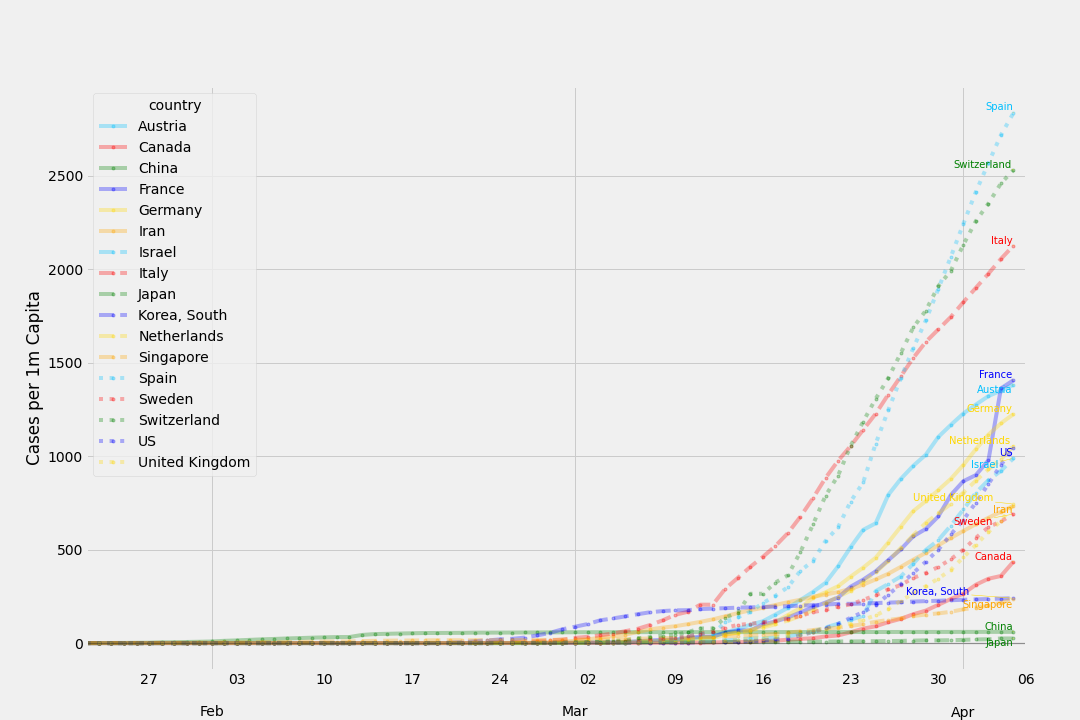 country
Austria
Canada
China
France
Germany
Iran
Israel
Italy
Japan
Korea, South
Netherlands
Singapore
Spain
Sweden
Switzerland
US
United Kingdom
Cases per 1m Capita
2500
2000
1500
1000
500
0
Spain
Switzerland
Italy
France
Austria
Germany
Netherlands
US
Israel
United Kingdom
Iran
Sweden
Canada
Korea, South
Singapore
China
Japan
27 03 10 17 24 02 09 16 23 30 06
Feb Mar Apr